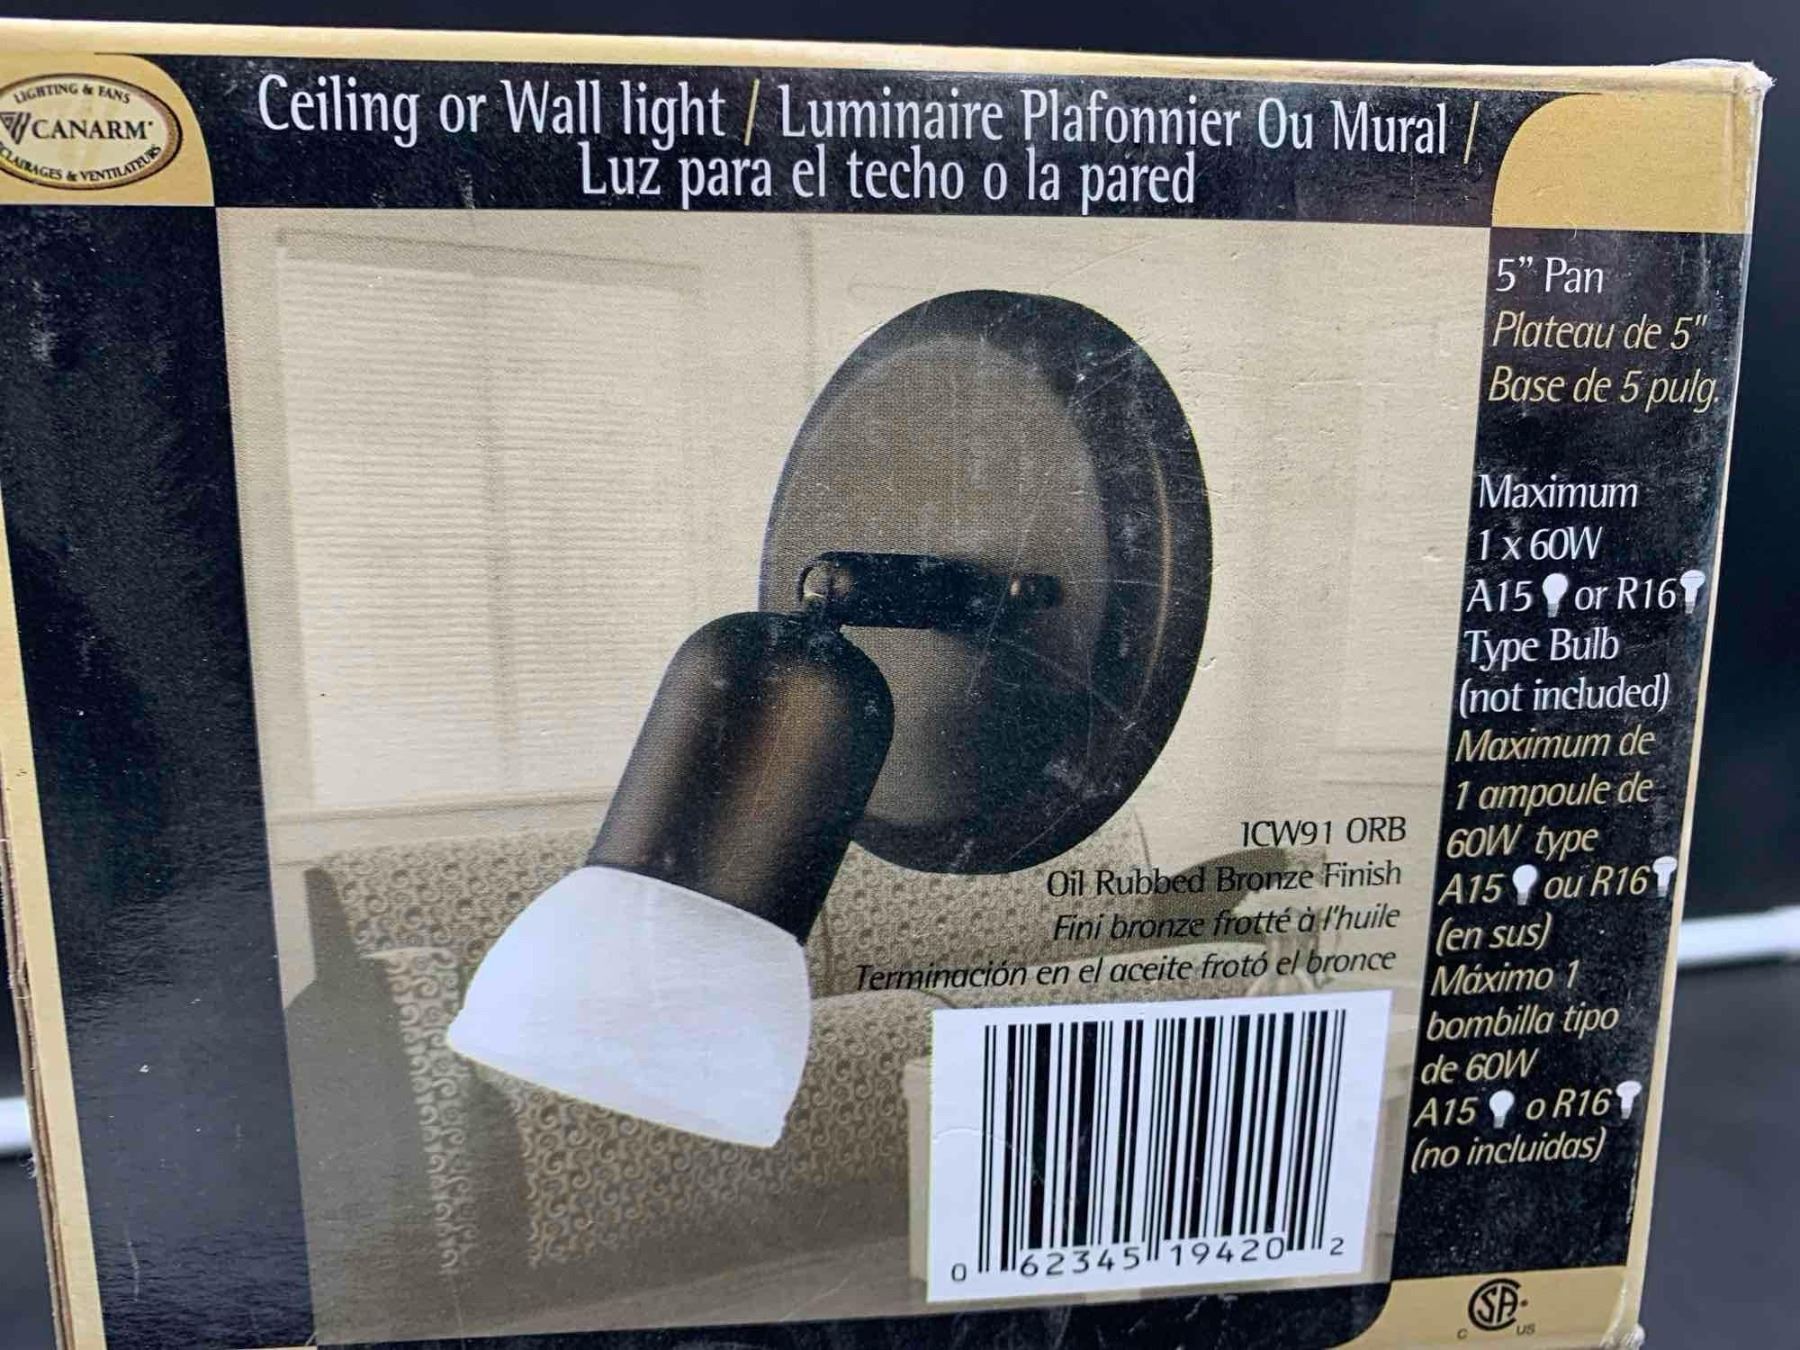 LIGHTING & FANS
CANARM
ÉCLAIRAGES & VENTILATEURS
Ceiling or Wall light / Luminaire Plafonnier Ou Mural /
Luz para el techo o la pared
5” Pan
Plateau de 5"
Base de 5 pulg.
Maximum
1 x 60W
A15 or R16
Type Bulb
(not included)
Maximum de
1 ampoule de
60W type
A15 ou R16
(en sus)
Máximo 1
bombilla tipo
de 60W
A15 o R16
(no incluidas)
ICW91 ORB
Oil Rubbed Bronze Finish
Fini bronze frotté à l'huile
Terminación en el aceite frotó el bronce
0 62345 19420 2
SA
C US